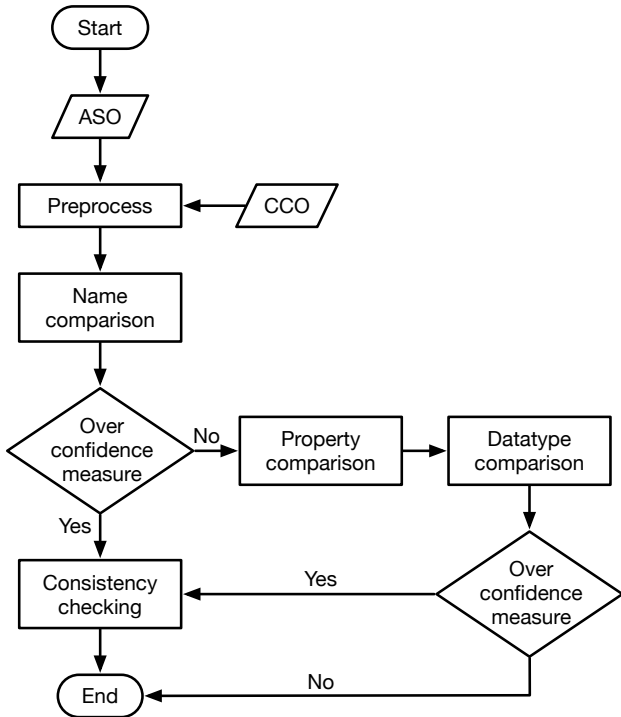 Start
ASO
Preprocess
CCO
Name
comparison
Over
confidence
measure
No
Property
comparison
Datatype
comparison
Yes
Over
confidence
measure
Yes
Consistency
checking
No
End